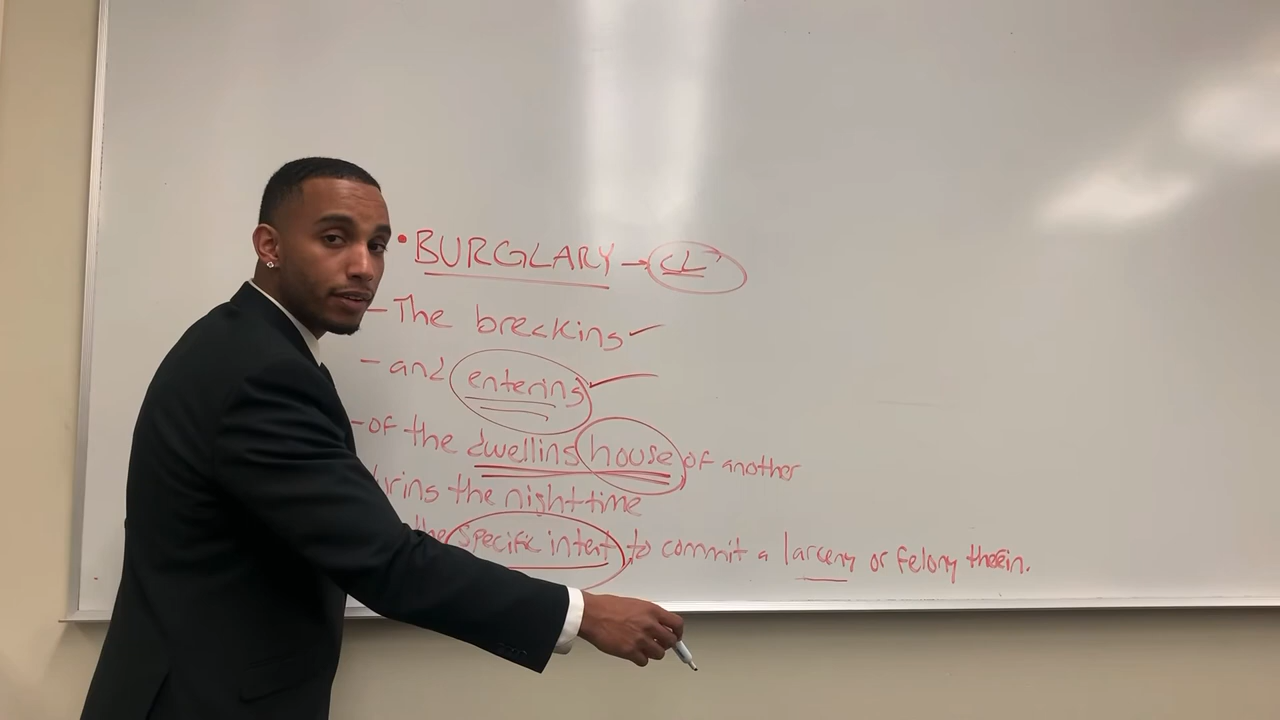 • BURGLARY → CL
- The breaking ✓
- and entering ✓
- of the dwelling house of another
during the nighttime
the specific intent to commit a larceny or felony therein.